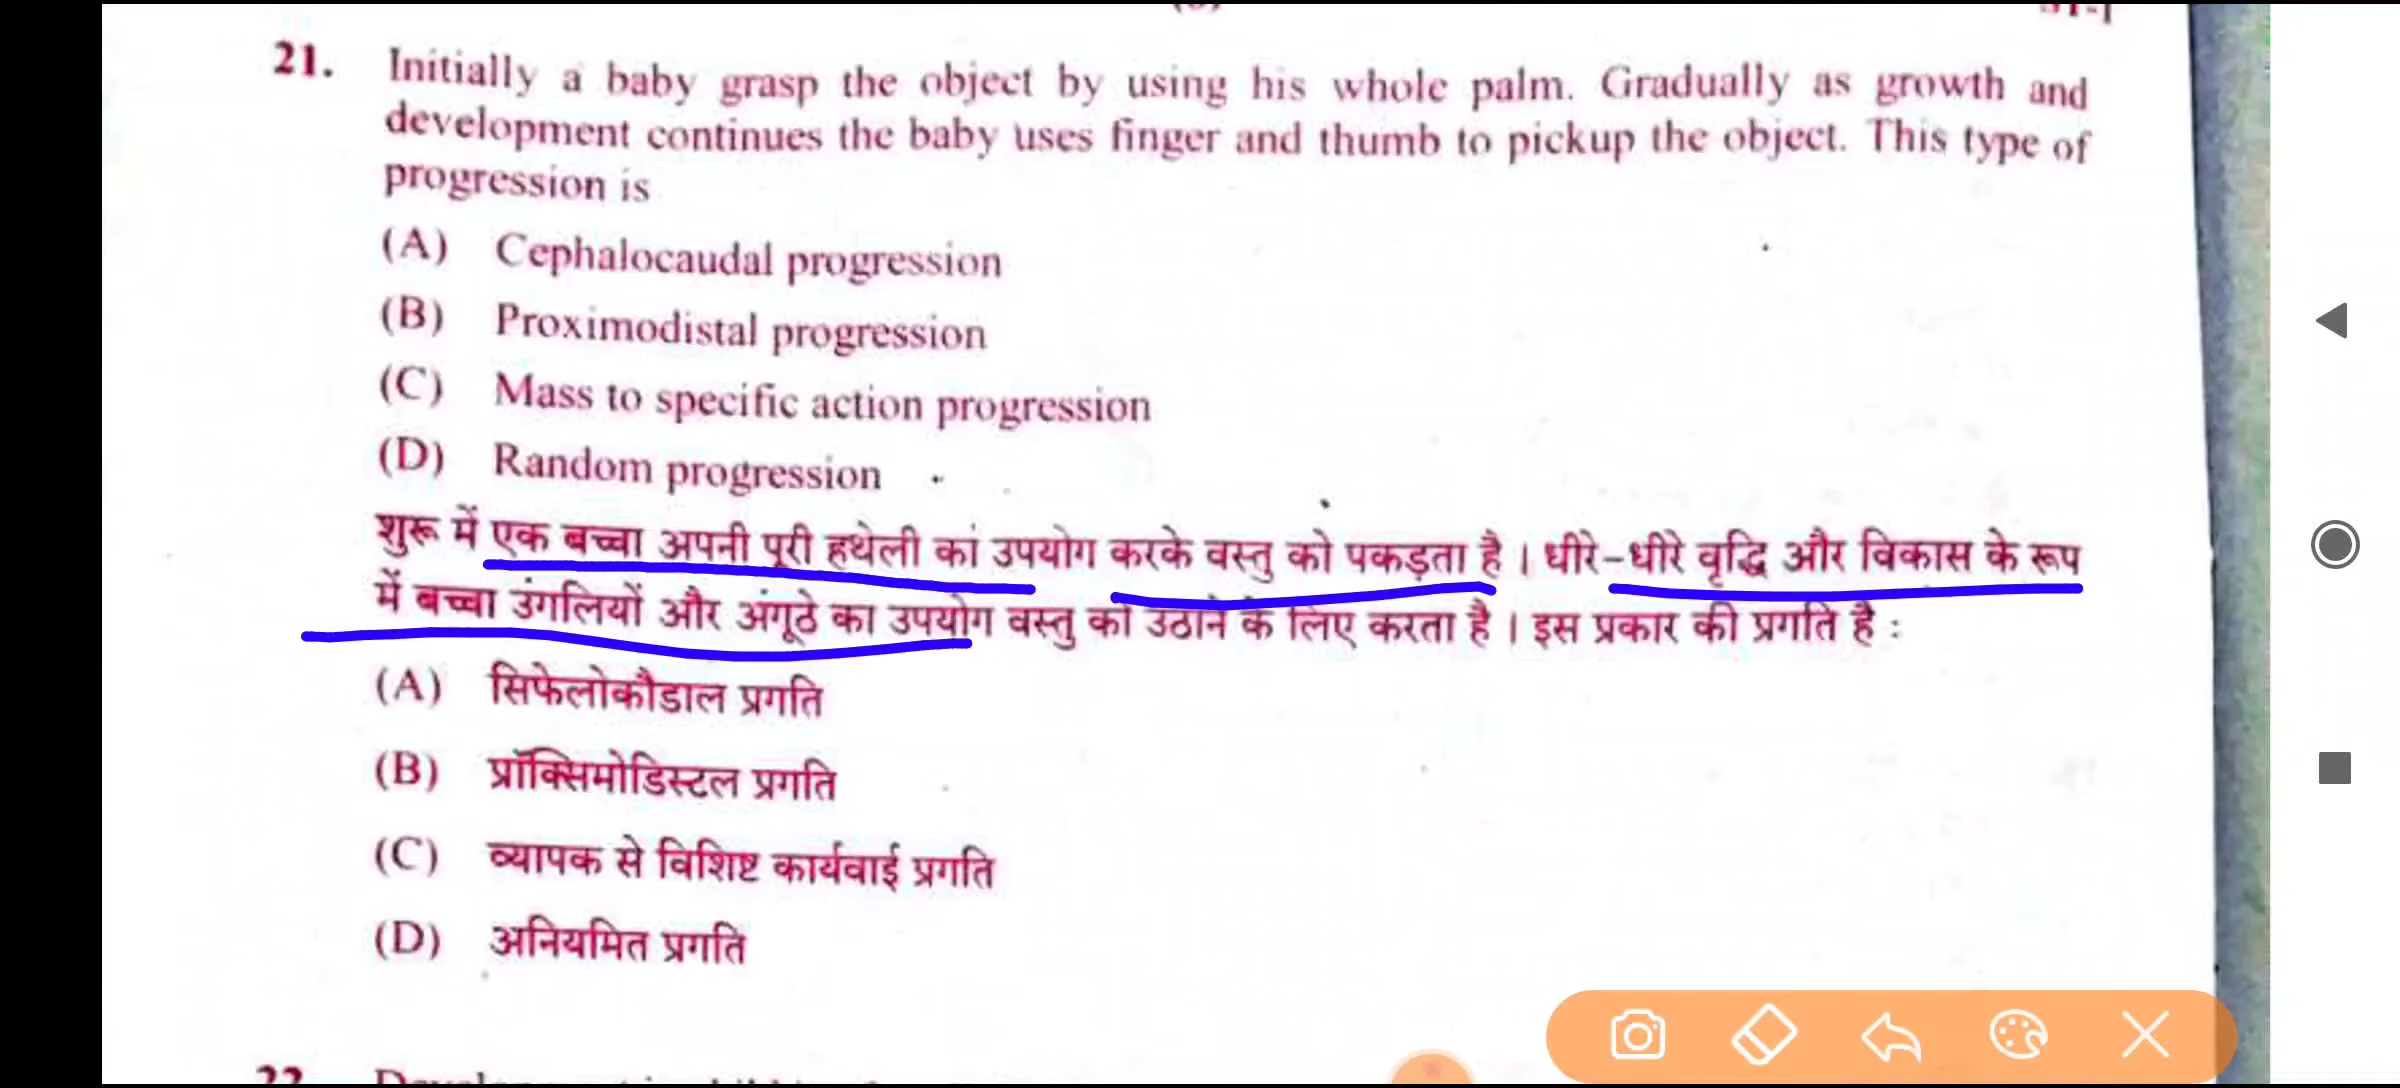 21. Initially a baby grasp the object by using his whole palm. Gradually as growth and
development continues the baby uses finger and thumb to pickup the object. This type of
progression is
(A) Cephalocaudal progression
(B) Proximodistal progression
(C) Mass to specific action progression
(D) Random progression
शुरू में एक बच्चा अपनी पूरी हथेली कां उपयोग करके वस्तु को पकड़ता है । धीरे-धीरे वृद्धि और विकास के रूप
में बच्चा उंगलियों और अंगूठे का उपयोग वस्तु को उठाने के लिए करता है । इस प्रकार की प्रगति है :
(A) सिफेलोकौडाल प्रगति
(B) प्रॉक्सिमोडिस्टल प्रगति
(C) व्यापक से विशिष्ट कार्यवाई प्रगति
(D) अनियमित प्रगति